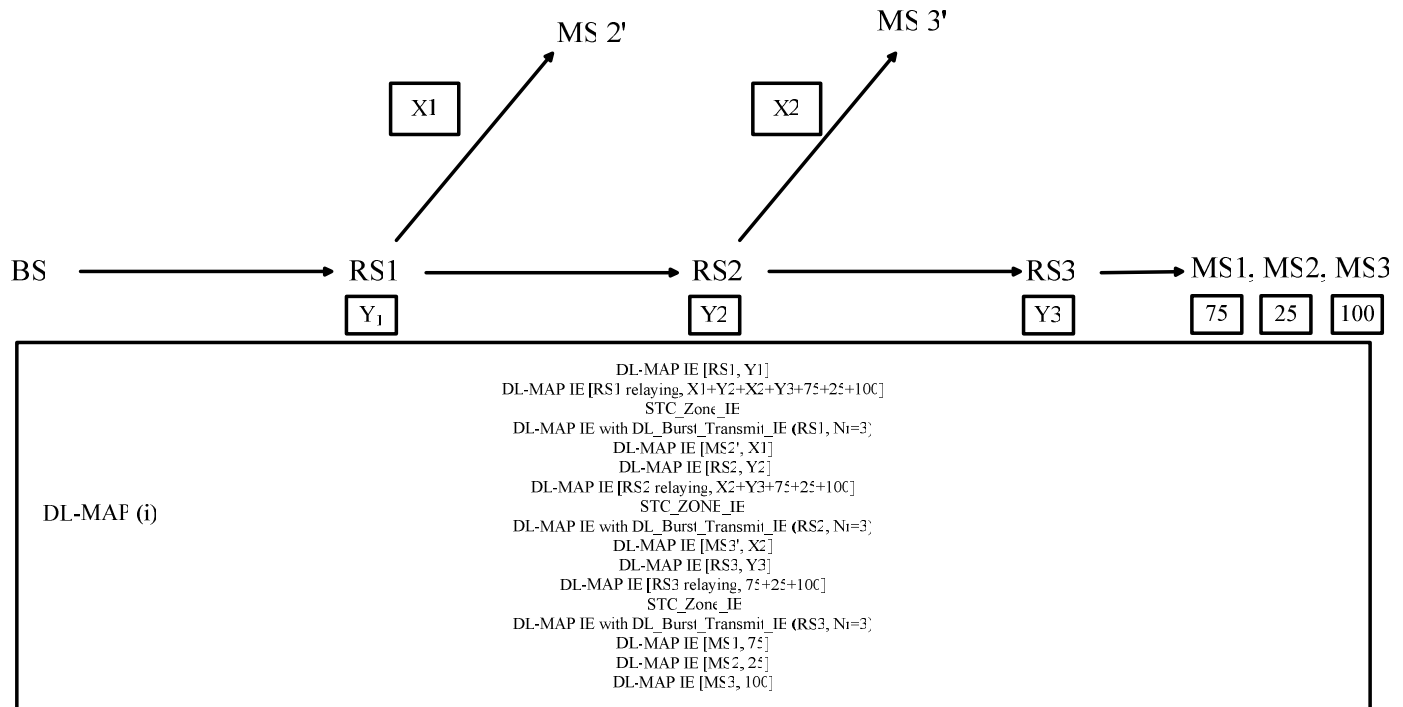 MS 2'
MS 3'
X1
X2
BS
RS1
RS2
RS3
MS1, MS2, MS3
Y1
Y2
Y3
75
25
100
DL-MAP IE [RS1, Y1]
DL-MAP IE [RS1 relaying, X1+Y2+X2+Y3+75+25+100]
STC_Zone_IE
DL-MAP IE with DL_Burst_Transmit_IE (RS1, Nr=3)
DL-MAP IE [MS2', X1]
DL-MAP IE [RS2, Y2]
DL-MAP IE [RS2 relaying, X2+Y3+75+25+100]
STC_ZONE_IE
DL-MAP IE with DL_Burst_Transmit_IE (RS2, Nr=3)
DL-MAP IE [MS3', X2]
DL-MAP IE [RS3, Y3]
DL-MAP IE [RS3 relaying, 75+25+100]
STC_Zone_IE
DL-MAP IE with DL_Burst_Transmit_IE (RS3, Nr=3)
DL-MAP IE [MS1, 75]
DL-MAP IE [MS2, 25]
DL-MAP IE [MS3, 100]
DL-MAP (i)